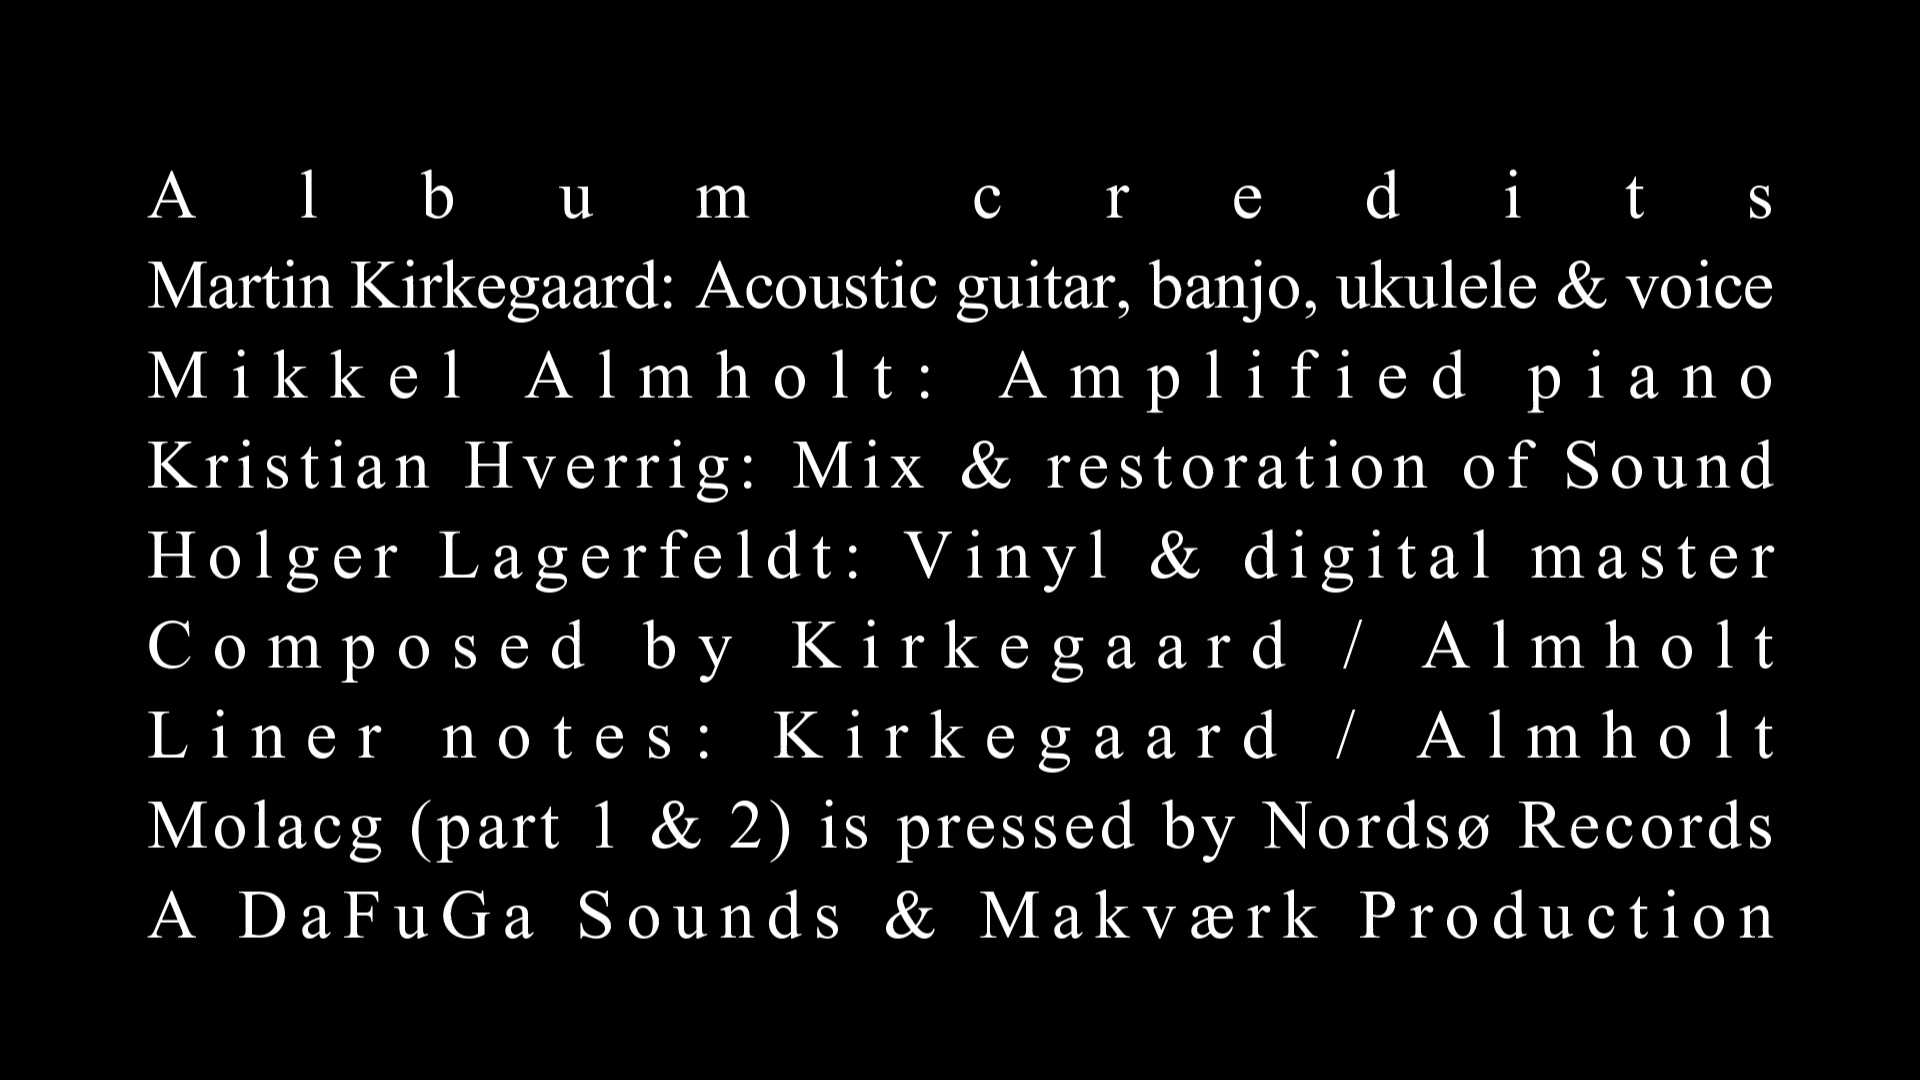 Album credits
Martin Kirkegaard: Acoustic guitar, banjo, ukulele & voice
Mikkel Almholt: Amplified piano
Kristian Hverrig: Mix & restoration of Sound
Holger Lagerfeldt: Vinyl & digital master
Composed by Kirkegaard / Almholt
Liner notes: Kirkegaard / Almholt
Molacg (part 1 & 2) is pressed by Nordsø Records
A DaFuGa Sounds & Makværk Production